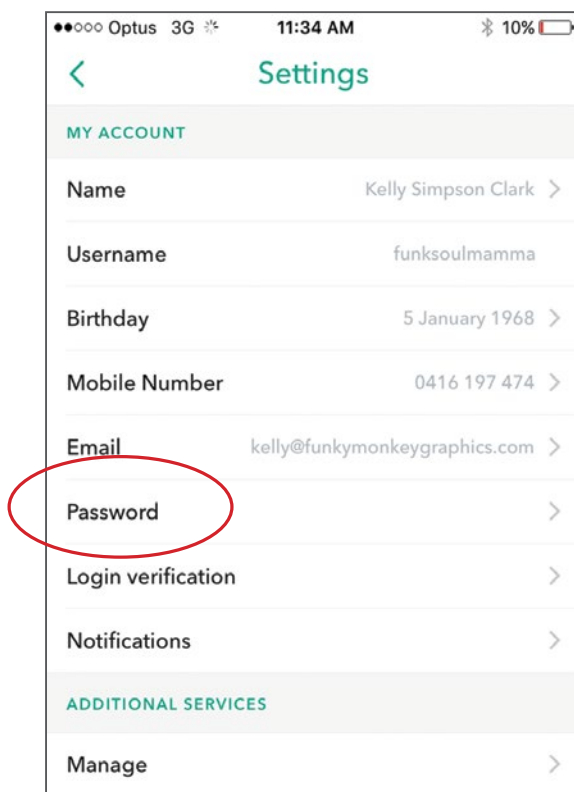 Optus 3G 11:34 AM 10%
Settings
MY ACCOUNT
Name Kelly Simpson Clark
Username funksoulmamma
Birthday 5 January 1968
Mobile Number 0416 197 474
Email kelly@funkymonkeygraphics.com
Password
Login verification
Notifications
ADDITIONAL SERVICES
Manage